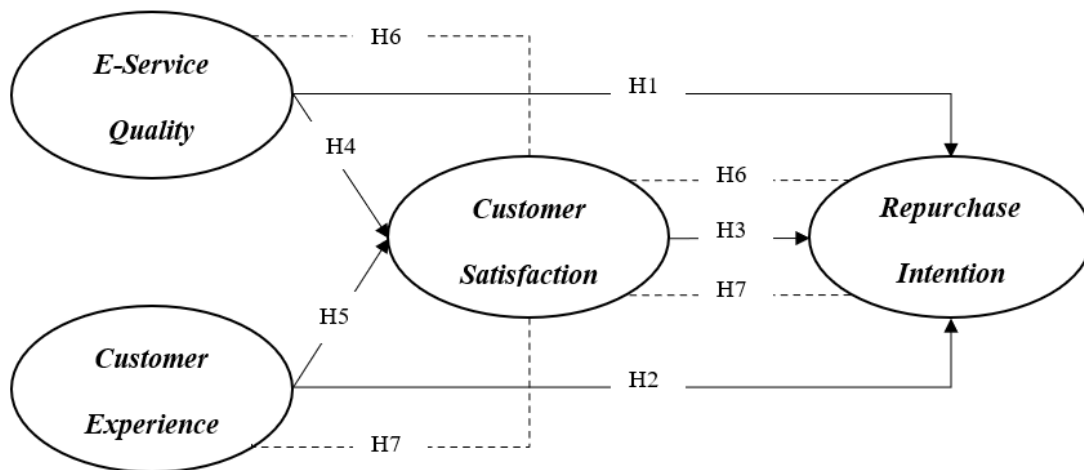 H6
E-Service
Quality
H1
H4
H6
Customer
Satisfaction
H3
Repurchase
Intention
H7
H5
Customer
Experience
H2
H7